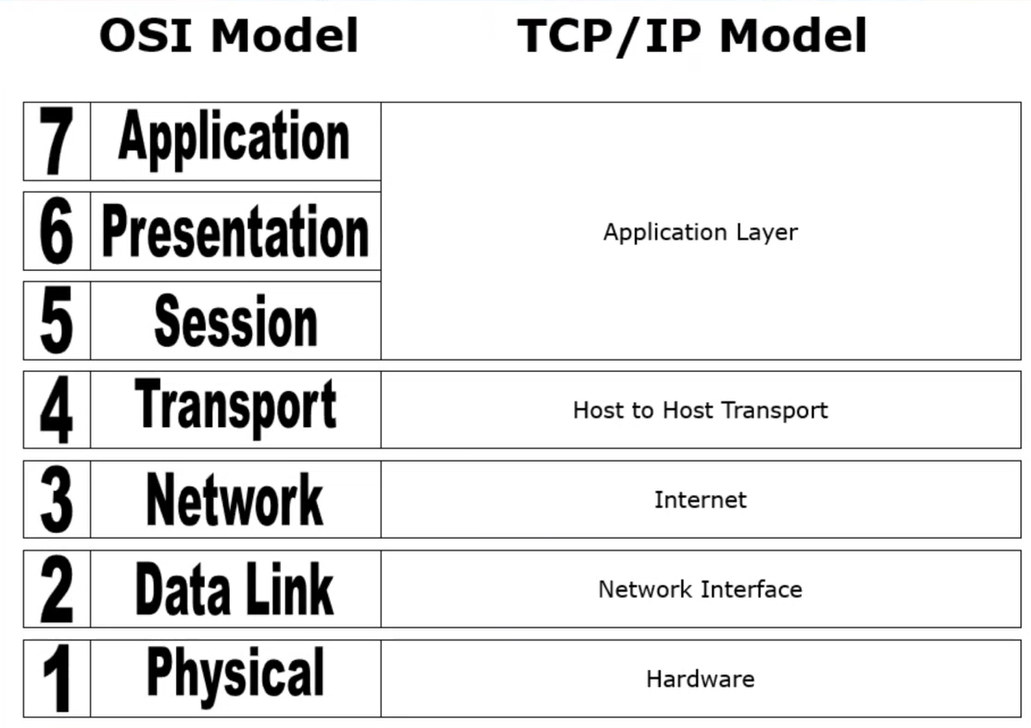 OSI Model TCP/IP Model
7 Application
6 Presentation
Application Layer
5 Session
4 Transport Host to Host Transport
3 Network Internet
2 Data Link Network Interface
1 Physical Hardware